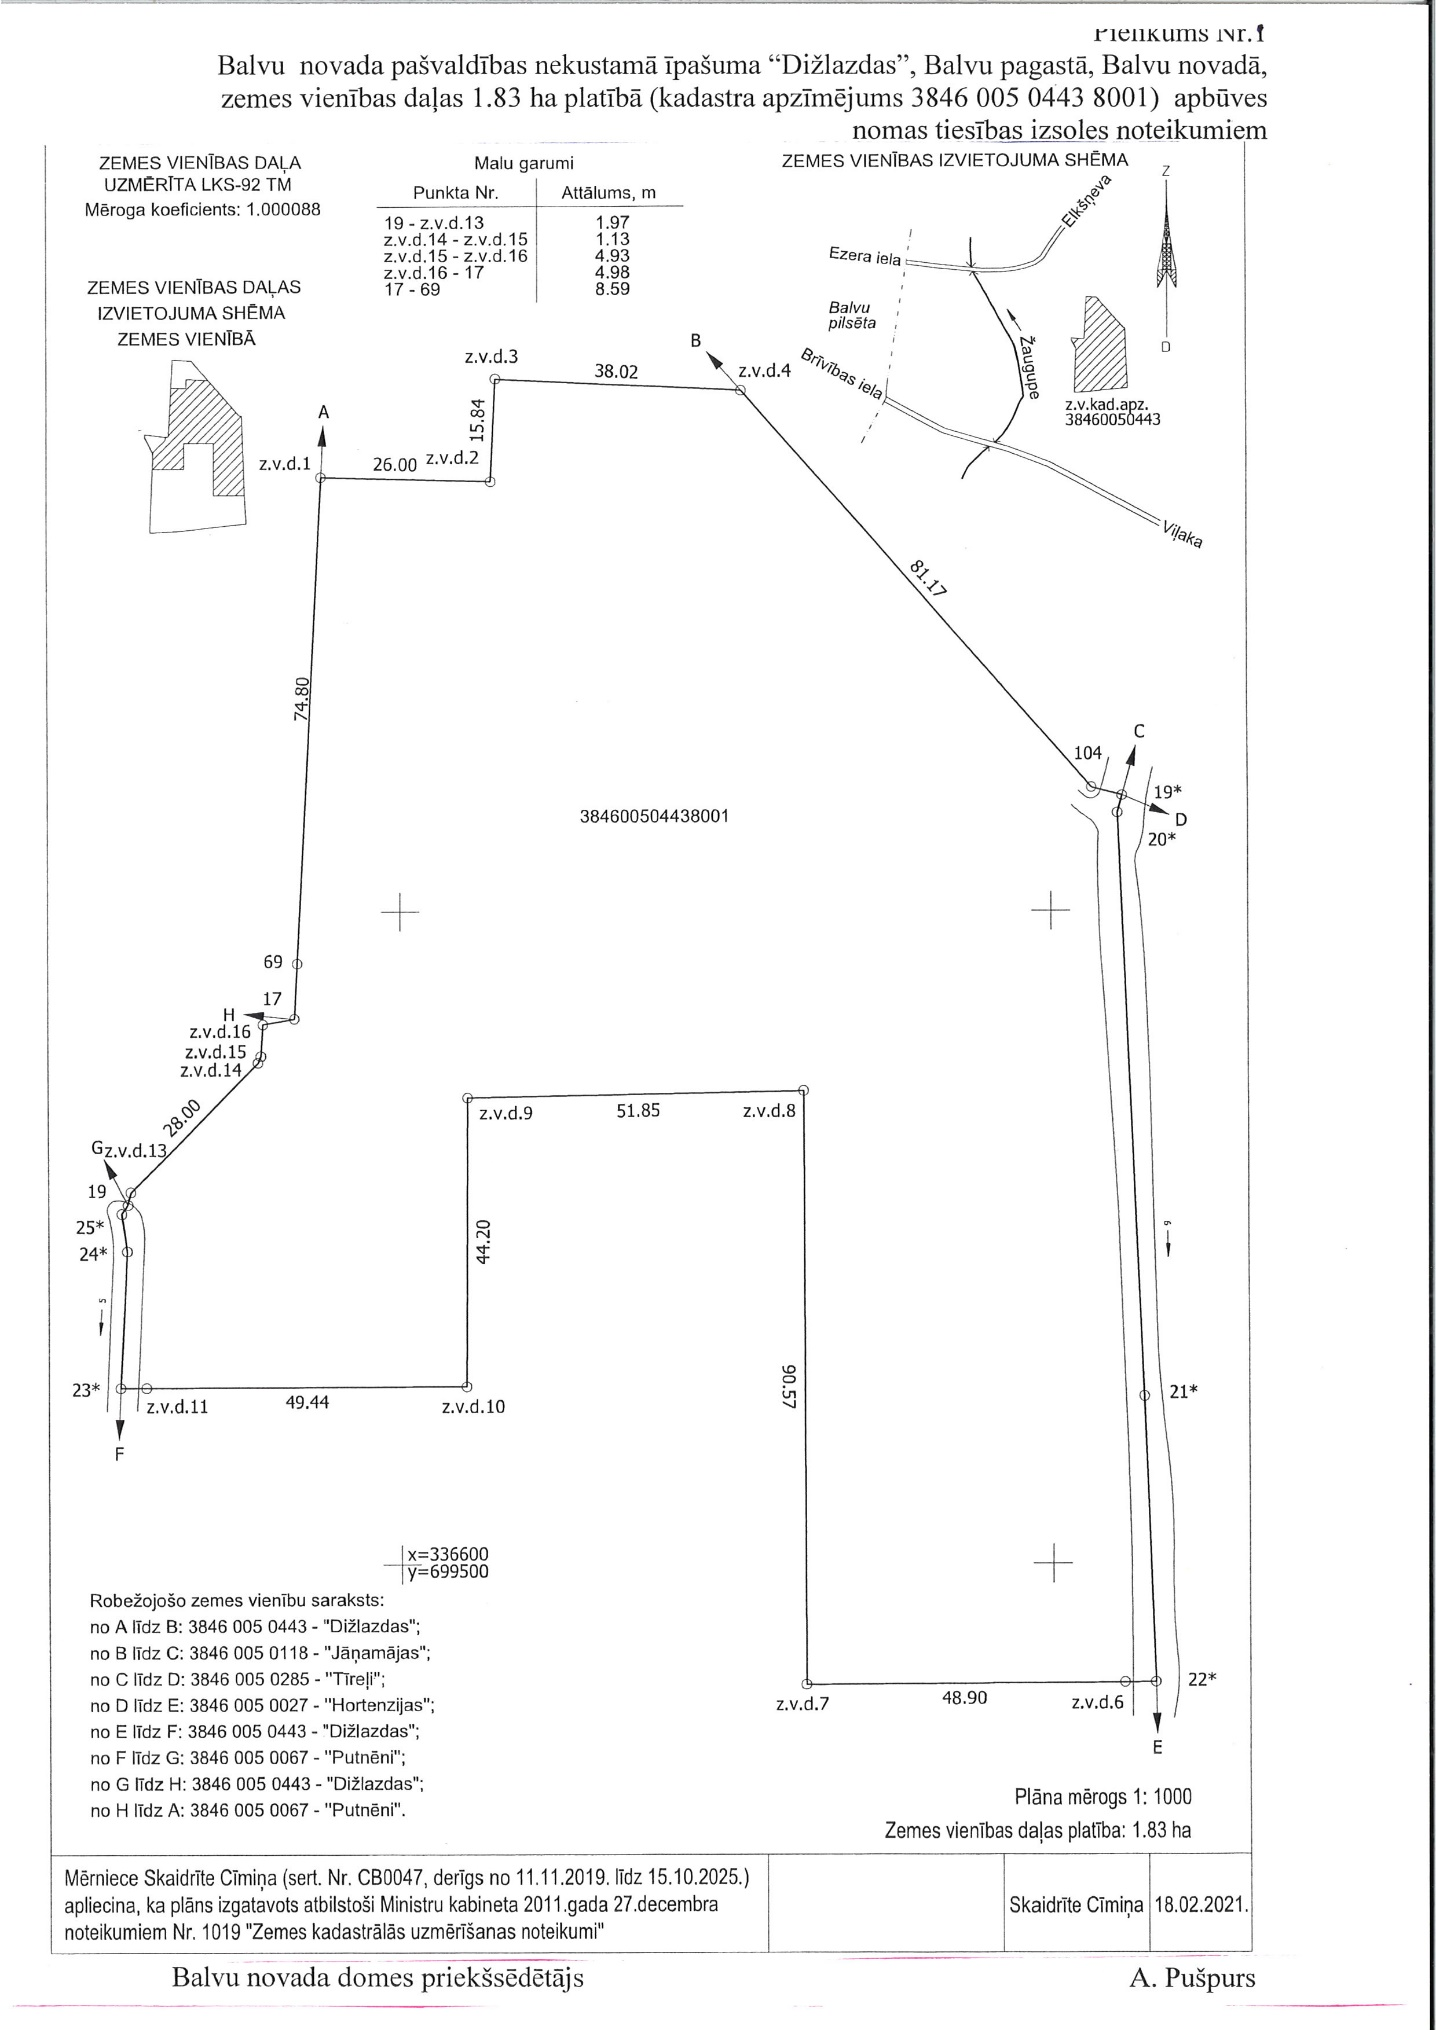 Pielikums Nr.1
Balvu novada pašvaldības nekustamā īpašuma “Dižlazdas”, Balvu pagastā, Balvu novadā,
zemes vienības daļas 1.83 ha platībā (kadastra apzīmējums 3846 005 0443 8001) apbūves
nomas tiesības izsoles noteikumiem
ZEMES VIENĪBAS DAĻA
UZMĒRĪTA LKS-92 TM
Mēroga koeficients: 1.000088
Malu garumi
Punkta Nr. Attālums, m
19 - z.v.d.13 1.97
z.v.d.14 - z.v.d.15 1.13
z.v.d.15 - z.v.d.16 4.93
z.v.d.16 - 17 4.98
17 - 69 8.59
ZEMES VIENĪBAS IZVIETOJUMA SHĒMA
Z
Elkšņeva
Ezera iela
Balvu
pilsēta
Brīvības iela
Žaugupe
D
z.v.kad.apz.
38460050443
Viļaka
ZEMES VIENĪBAS DAĻAS
IZVIETOJUMA SHĒMA
ZEMES VIENĪBĀ
A
z.v.d.1
26.00
z.v.d.2
15.84
z.v.d.3
38.02
B
z.v.d.4
81.17
74.80
104
C
19*
D
20*
384600504438001
69
17
H
z.v.d.16
z.v.d.15
z.v.d.14
28.00
G
z.v.d.13
19
25*
24*
5
23*
F
z.v.d.11
49.44
z.v.d.10
44.20
z.v.d.9
51.85
z.v.d.8
90.57
9
21*
22*
z.v.d.7
48.90
z.v.d.6
E
x=336600
y=699500
Robežojošo zemes vienību saraksts:
no A līdz B: 3846 005 0443 - "Dižlazdas";
no B līdz C: 3846 005 0118 - "Jāņamājas";
no C līdz D: 3846 005 0285 - "Tīreļi";
no D līdz E: 3846 005 0027 - "Hortenzijas";
no E līdz F: 3846 005 0443 - "Dižlazdas";
no F līdz G: 3846 005 0067 - "Putnēni";
no G līdz H: 3846 005 0443 - "Dižlazdas";
no H līdz A: 3846 005 0067 - "Putnēni".
Plāna mērogs 1: 1000
Zemes vienības daļas platība: 1.83 ha
Mērniece Skaidrīte Cīmiņa (sert. Nr. CB0047, derīgs no 11.11.2019. līdz 15.10.2025.)
apliecina, ka plāns izgatavots atbilstoši Ministru kabineta 2011.gada 27.decembra
noteikumiem Nr. 1019 "Zemes kadastrālās uzmērīšanas noteikumi"
Skaidrīte Cīmiņa 18.02.2021.
Balvu novada domes priekšsēdētājs A. Pušpurs